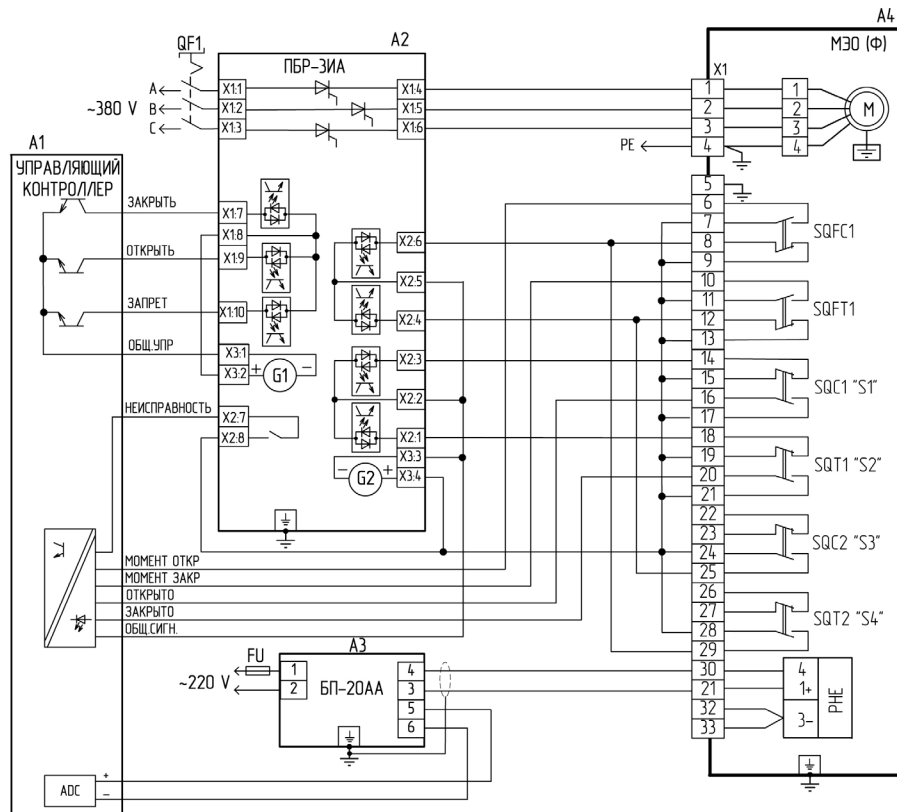 A4
МЭО (Ф)
QF1
A2
ПБР-3ИА
X1
A
B
C
~380 V
X1:1
X1:2
X1:3
X1:4
X1:5
X1:6
1
2
3
4
1
2
3
4
M
PE
A1
УПРАВЛЯЮЩИЙ
КОНТРОЛЛЕР
ЗАКРЫТЬ
X1:7
X1:8
ОТКРЫТЬ
X1:9
ЗАПРЕТ
X1:10
ОБЩ.УПР
X3:1
X3:2
+
G1
−
НЕИСПРАВНОСТЬ
X2:7
X2:8
X2:6
X2:5
X2:4
X2:3
X2:2
X2:1
X3:3
X3:4
−
G2
+
5
6
7
8
9
SQFC1
10
11
12
13
SQFT1
14
15
16
17
SQC1 "S1"
18
19
20
21
SQT1 "S2"
22
23
24
25
SQC2 "S3"
26
27
28
29
SQT2 "S4"
30
21
32
33
4
1+
3−
РНЕ
МОМЕНТ ОТКР
МОМЕНТ ЗАКР
ОТКРЫТО
ЗАКРЫТО
ОБЩ.СИГН.
A3
FU
~220 V
1
2
БП-20АА
4
3
5
6
ADC
+
−